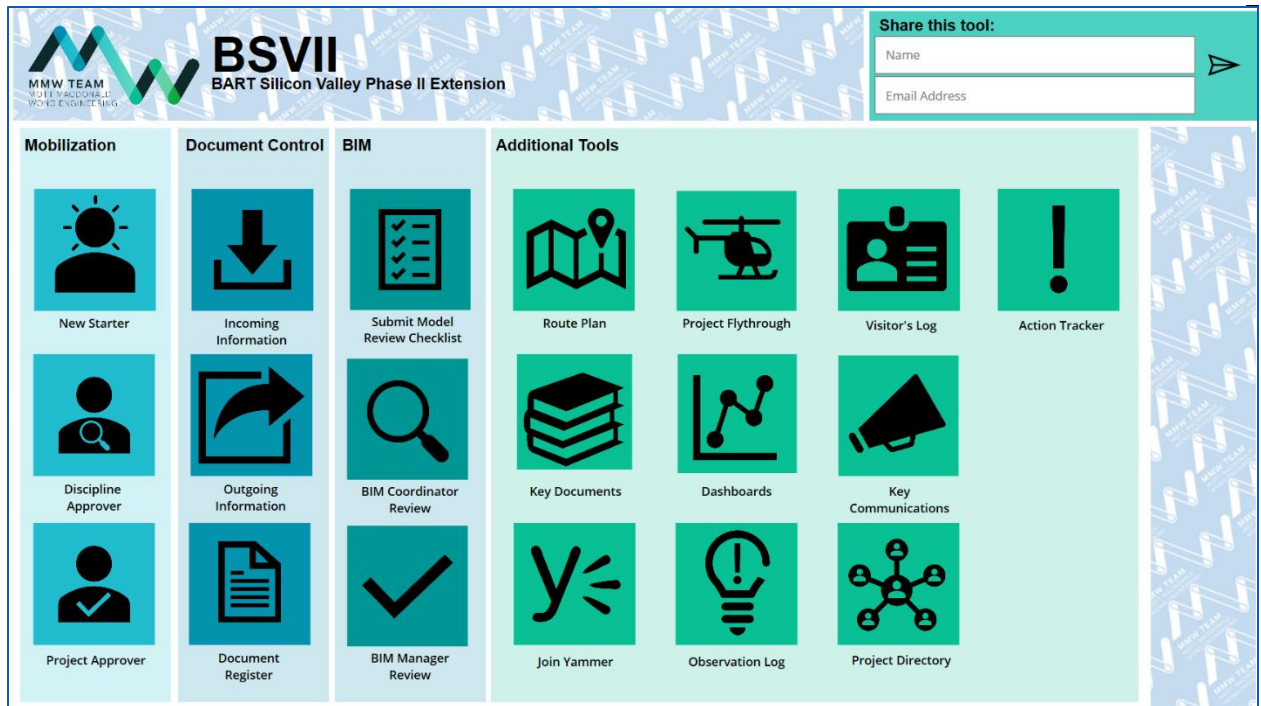 MMW TEAM
MOTT MACDONALD
WONG ENGINEERING
BSVII
BART Silicon Valley Phase II Extension
Share this tool:
Name
Email Address
Mobilization
Document Control
BIM
Additional Tools
New Starter
Incoming
Information
Submit Model
Review Checklist
Route Plan
Project Flythrough
Visitor's Log
Action Tracker
Discipline
Approver
Outgoing
Information
BIM Coordinator
Review
Key Documents
Dashboards
Key
Communications
Project Approver
Document
Register
BIM Manager
Review
Join Yammer
Observation Log
Project Directory